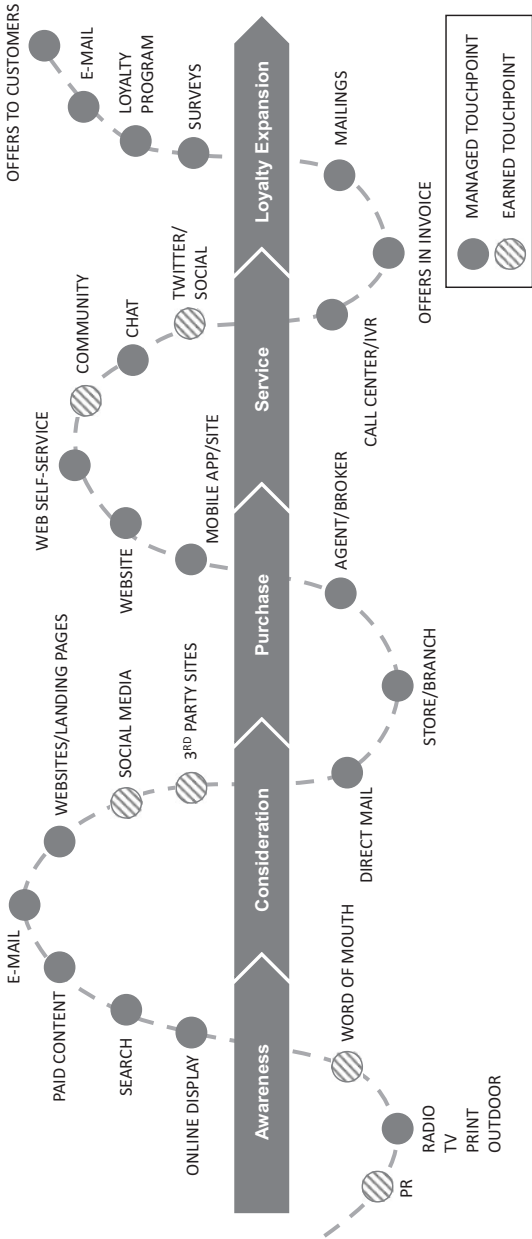 PR
RADIO
TV
PRINT
OUTDOOR
WORD OF MOUTH
Awareness
ONLINE DISPLAY
SEARCH
PAID CONTENT
E-MAIL
WEBSITES/LANDING PAGES
SOCIAL MEDIA
3RD PARTY SITES
Consideration
DIRECT MAIL
STORE/BRANCH
AGENT/BROKER
Purchase
MOBILE APP/SITE
WEBSITE
WEB SELF-SERVICE
COMMUNITY
CHAT
TWITTER/
SOCIAL
Service
CALL CENTER/IVR
OFFERS IN INVOICE
MAILINGS
Loyalty Expansion
SURVEYS
LOYALTY
PROGRAM
E-MAIL
OFFERS TO CUSTOMERS
MANAGED TOUCHPOINT
EARNED TOUCHPOINT